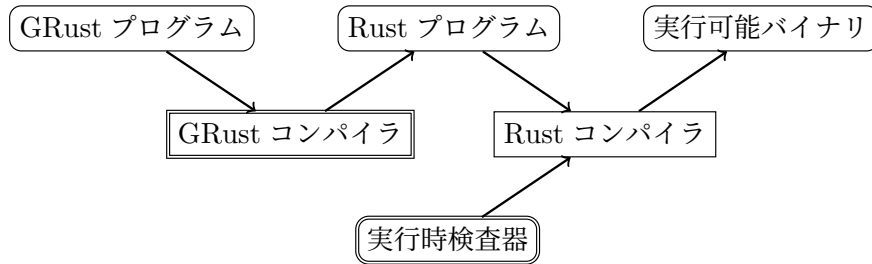 GRust プログラム
Rust プログラム
実行可能バイナリ
GRust コンパイラ
Rust コンパイラ
実行時検査器